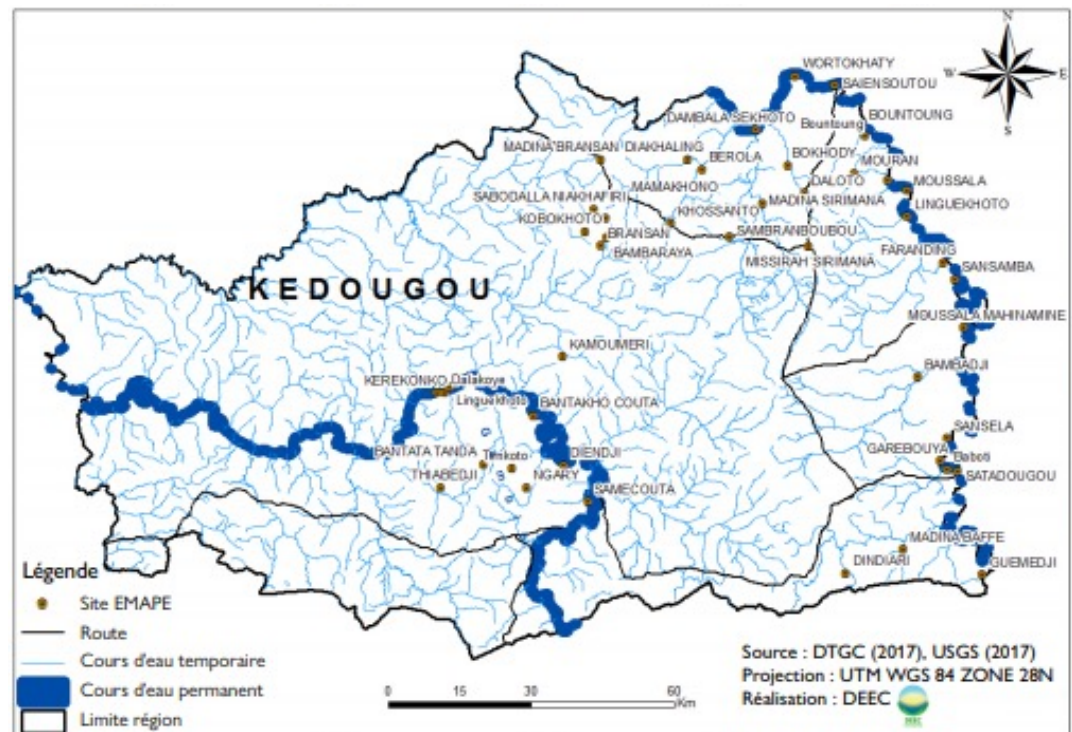 N
W
E
S
WORTOKHATY
SAIENSOUTOU
DAMBALA SEKHOTO
BOUNTOUNG
Bountoung
MADINA BRANSAN
DIAKHALING
BEROLA
BOKHODY
MOURAN
MAMAKHONO
DALOTO
MOUSSALA
SABODALLA NIAKHAFIRI
MADINA SIRIMANA
LINGUEKHOTO
KOBOKHOTO
KHOSSANTO
BRANSAN
SAMBRANBOUBOU
BAMBARAYA
MISSIRAH SIRIMANA
FARANDING
SANSAMBA
KEDOUGOU
MOUSSALA MAHINAMINE
KAMOUMERI
BAMBADJI
KEREKONKO
Dalakoye
Linguekhoto
BANTAKHO COUTA
SANSELA
BANTATA TANDA
Tenkoto
DIENDJI
GAREBOUYA
Baboti
THIABEDJI
NGARY
SATADOUGOU
SAMECOUTA
MADINA BAFFE
DINDIARI
GUEMEDJI
Légende
Site EMAPE
Route
Cours d'eau temporaire
Cours d'eau permanent
Limite région
0 15 30 60
Km
Source : DTGC (2017), USGS (2017)
Projection : UTM WGS 84 ZONE 28N
Réalisation : DEEC
DEEC